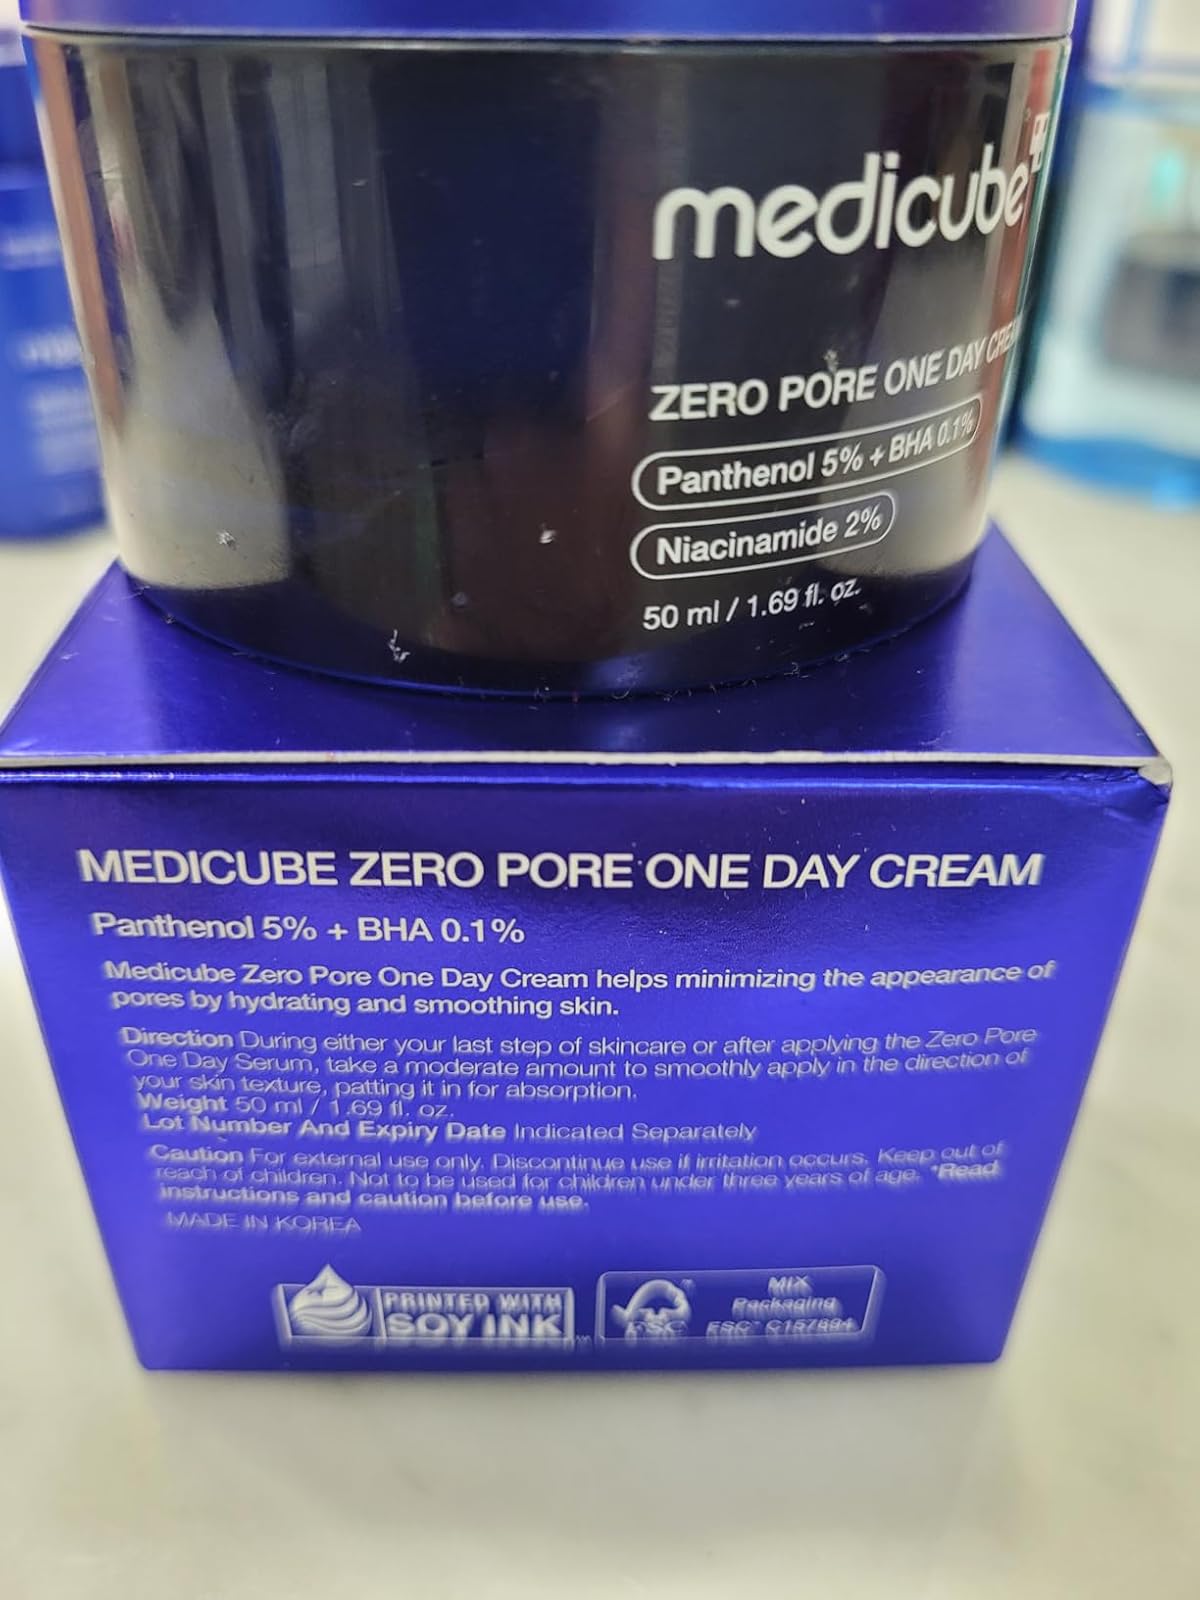 medicube
ZERO PORE ONE DAY CREAM
Panthenol 5% + BHA 0.1%
Niacinamide 2%
50 ml / 1.69 fl. oz.
MEDICUBE ZERO PORE ONE DAY CREAM
Panthenol 5% + BHA 0.1%
Medicube Zero Pore One Day Cream helps minimizing the appearance of
pores by hydrating and smoothing skin.
Direction During either your last step of skincare or after applying the Zero Pore
One Day Serum, take a moderate amount to smoothly apply in the direction of
your skin texture, patting it in for absorption.
Weight 50 ml / 1.69 fl. oz.
Lot Number And Expiry Date Indicated Separately
Caution For external use only. Discontinue use if irritation occurs. Keep out of
reach of children. Not to be used for children under three years of age. *Read
instructions and caution before use.
MADE IN KOREA
PRINTED WITH
SOY INK
FSC
MIX
Packaging
FSC™ C157694